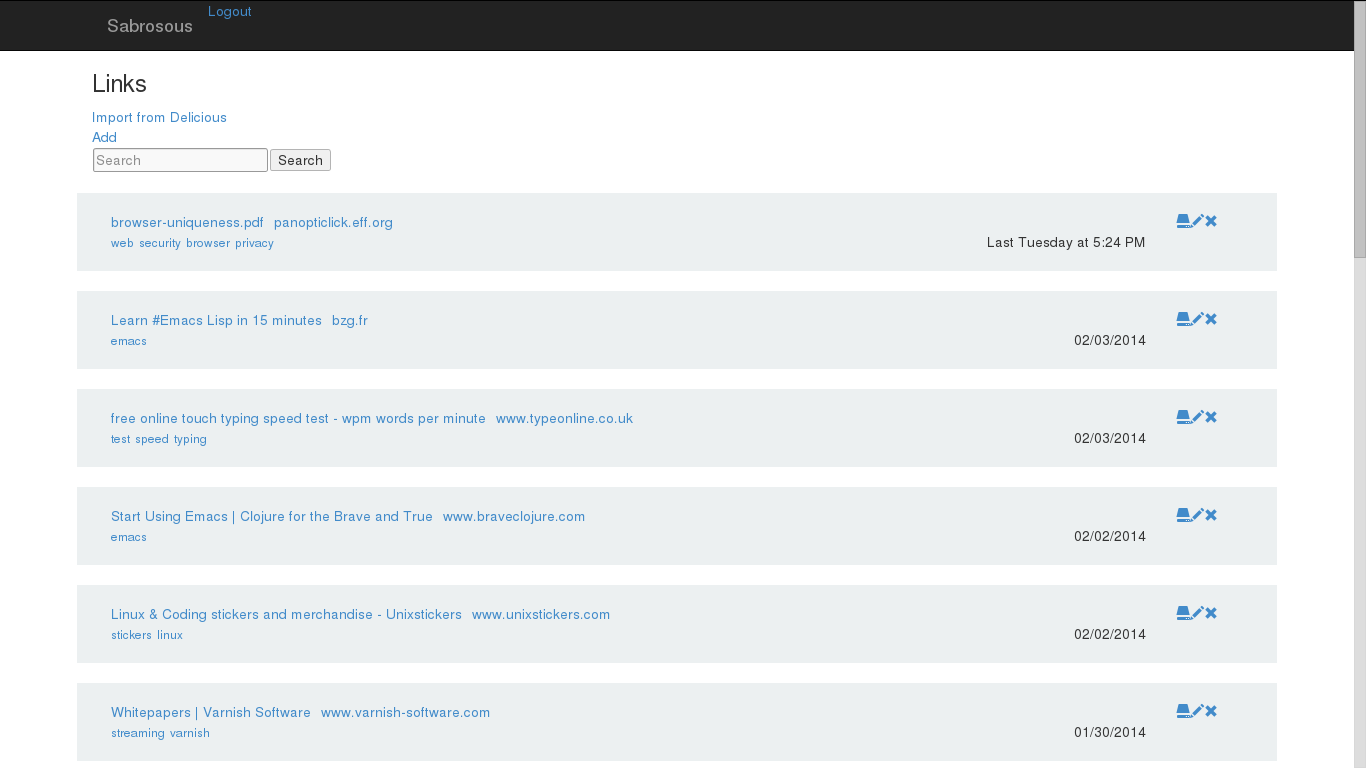 Logout
Sabrosous
Links
Import from Delicious
Add
Search Search
browser-uniqueness.pdf panopticlick.eff.org
web security browser privacy
Last Tuesday at 5:24 PM
Learn #Emacs Lisp in 15 minutes bzg.fr
emacs
02/03/2014
free online touch typing speed test - wpm words per minute www.typeonline.co.uk
test speed typing
02/03/2014
Start Using Emacs | Clojure for the Brave and True www.braveclojure.com
emacs
02/02/2014
Linux & Coding stickers and merchandise - Unixstickers www.unixstickers.com
stickers linux
02/02/2014
Whitepapers | Varnish Software www.varnish-software.com
streaming varnish
01/30/2014